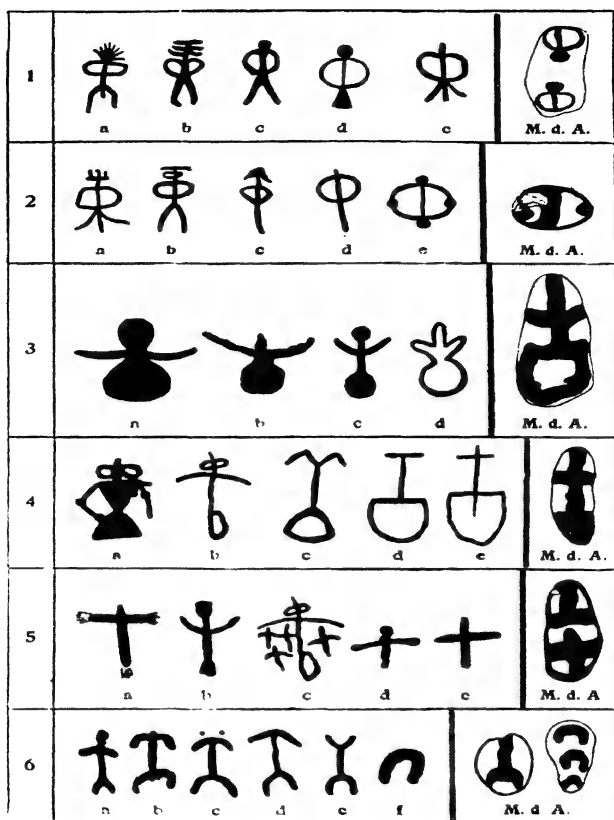 1
a b c d e M. d. A.
2
a b c d e M. d. A.
3
a b c d M. d. A.
4
a b c d e M. d. A.
5
a b c d e M. d. A
6
a b c d e f M. d A.